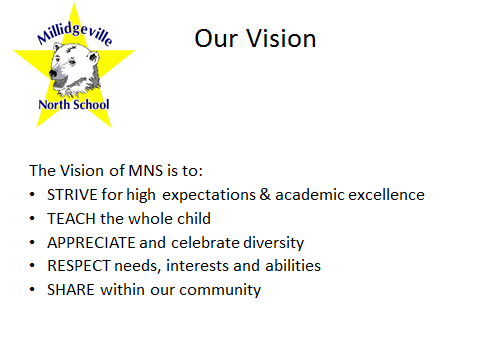 Millidgeville
North School
Our Vision
The Vision of MNS is to:
• STRIVE for high expectations & academic excellence
• TEACH the whole child
• APPRECIATE and celebrate diversity
• RESPECT needs, interests and abilities
• SHARE within our community